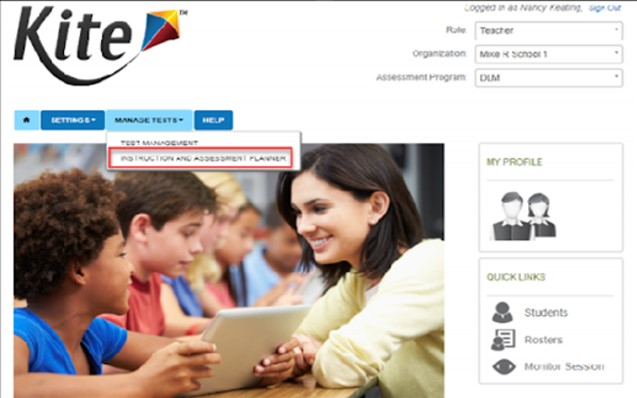 Logged in as Nancy Keating, Sign Out
Kite™
Role: Teacher
Organization: Mike R School 1
Assessment Program: DLM
SETTINGS MANAGE TESTS HELP
TEST MANAGEMENT
INSTRUCTION AND ASSESSMENT PLANNER
MY PROFILE
QUICK LINKS
Students
Rosters
Monitor Session